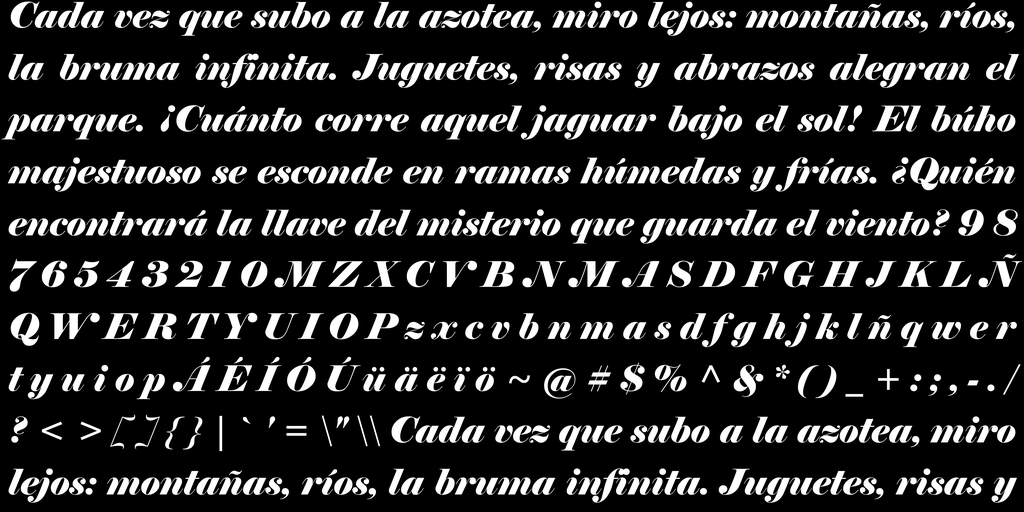 Cada vez que subo a la azotea, miro lejos: montañas, ríos,
la bruma infinita. Juguetes, risas y abrazos alegran el
parque. ¡Cuánto corre aquel jaguar bajo el sol! El búho
majestuoso se esconde en ramas húmedas y frías. ¿Quién
encontrará la llave del misterio que guarda el viento? 9 8
7 6 5 4 3 2 1 0 M Z X C V B N M A S D F G H J K L Ñ
Q W E R T Y U I O P z x c v b n m a s d f g h j k l ñ q w e r
t y u i o p Á É Í Ó Ú ü ä ë ï ö ~ @ # $ % ^ & * ( ) _ + : ; , - . /
? < > [ ] { } | ` ' = \" \\ Cada vez que subo a la azotea, miro
lejos: montañas, ríos, la bruma infinita. Juguetes, risas y